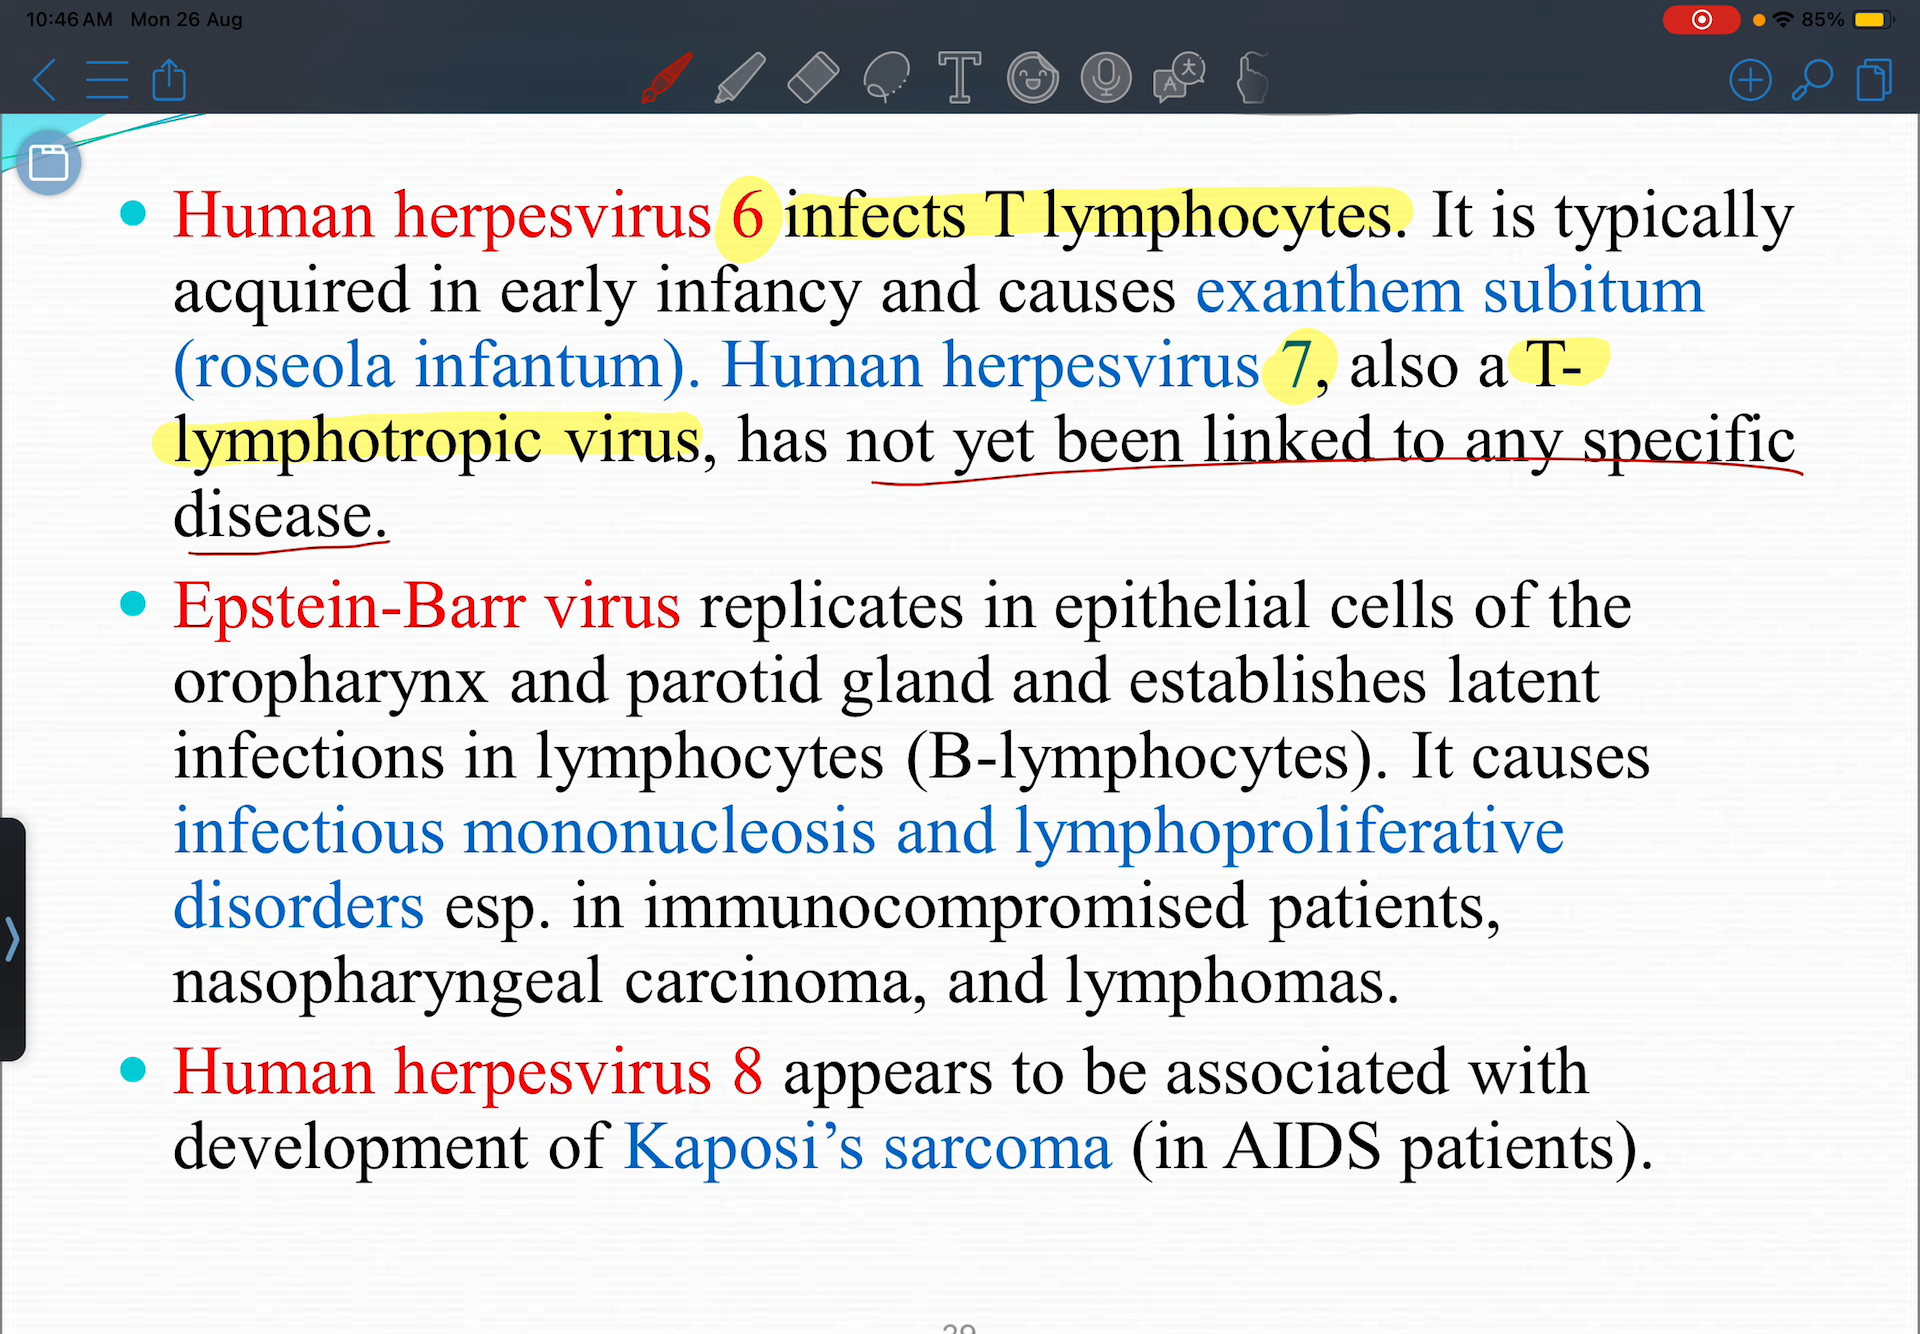 10:46 AM Mon 26 Aug
85%
Human herpesvirus 6 infects T lymphocytes. It is typically
acquired in early infancy and causes exanthem subitum
(roseola infantum). Human herpesvirus 7, also a T-
lymphotropic virus, has not yet been linked to any specific
disease.
Epstein-Barr virus replicates in epithelial cells of the
oropharynx and parotid gland and establishes latent
infections in lymphocytes (B-lymphocytes). It causes
infectious mononucleosis and lymphoproliferative
disorders esp. in immunocompromised patients,
nasopharyngeal carcinoma, and lymphomas.
Human herpesvirus 8 appears to be associated with
development of Kaposi’s sarcoma (in AIDS patients).